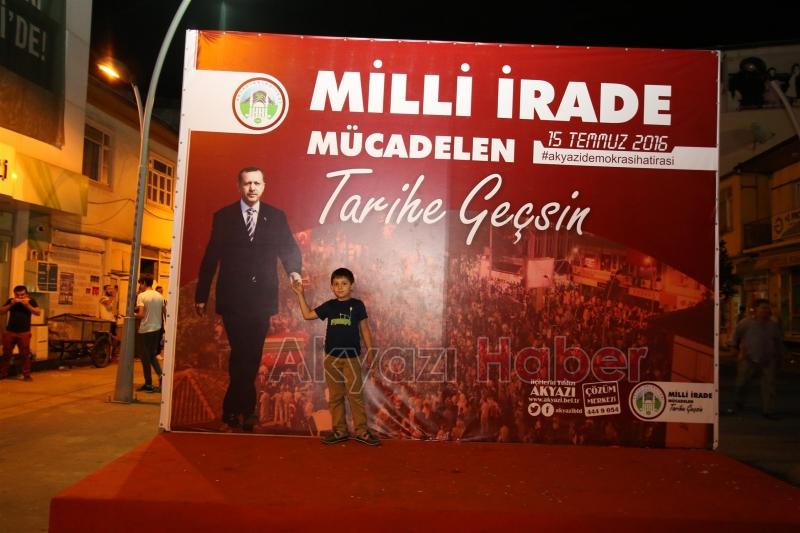 İ'DE!
MİLLİ İRADE
MÜCADELEN
15 TEMMUZ 2016
#akyazidemokrasihatirasi
Tarihe Geçsin
Akyazı Haber
AKYAZI
www.akyazi.bel.tr
akyazibld
ÇÖZÜM
MERKEZİ
444 9 054
MİLLİ İRADE
MÜCADELEN
Tarihe Geçsin